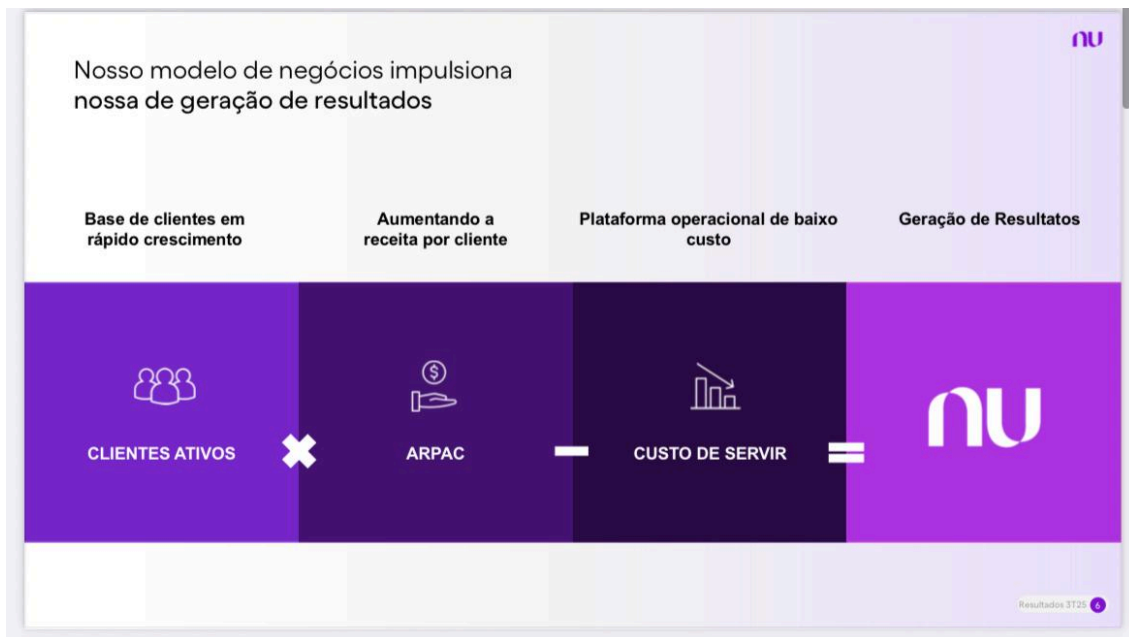 nu
Nosso modelo de negócios impulsiona
nossa de geração de resultados
Base de clientes em
rápido crescimento
Aumentando a
receita por cliente
Plataforma operacional de baixo
custo
Geração de Resultatos
CLIENTES ATIVOS
ARPAC
CUSTO DE SERVIR
nu
Resultados 3T25 6